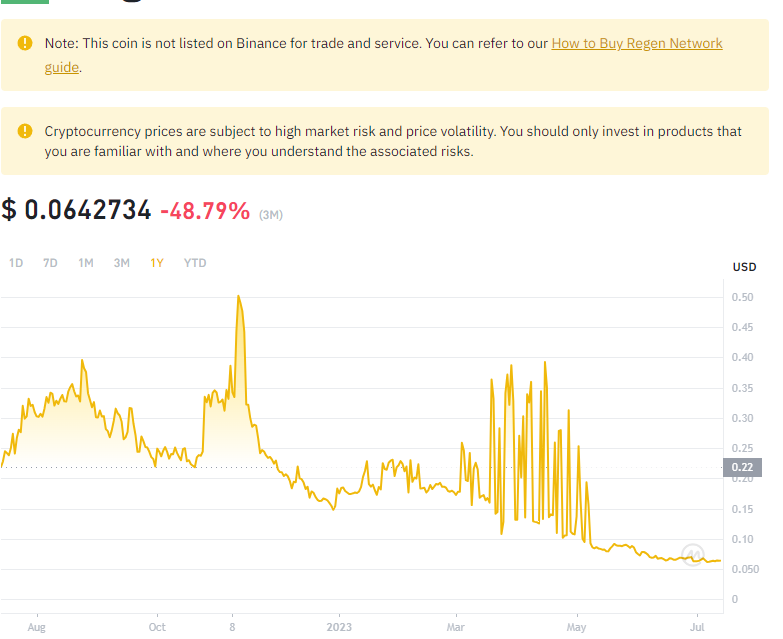 Note: This coin is not listed on Binance for trade and service. You can refer to our How to Buy Regen Network
guide.
Cryptocurrency prices are subject to high market risk and price volatility. You should only invest in products that
you are familiar with and where you understand the associated risks.
$ 0.0642734 -48.79% (3M)
1D 7D 1M 3M 1Y YTD
USD
0.50
0.45
0.40
0.35
0.30
0.25
0.22
0.20
0.15
0.10
0.050
0
Aug Oct 8 2023 Mar May Jul